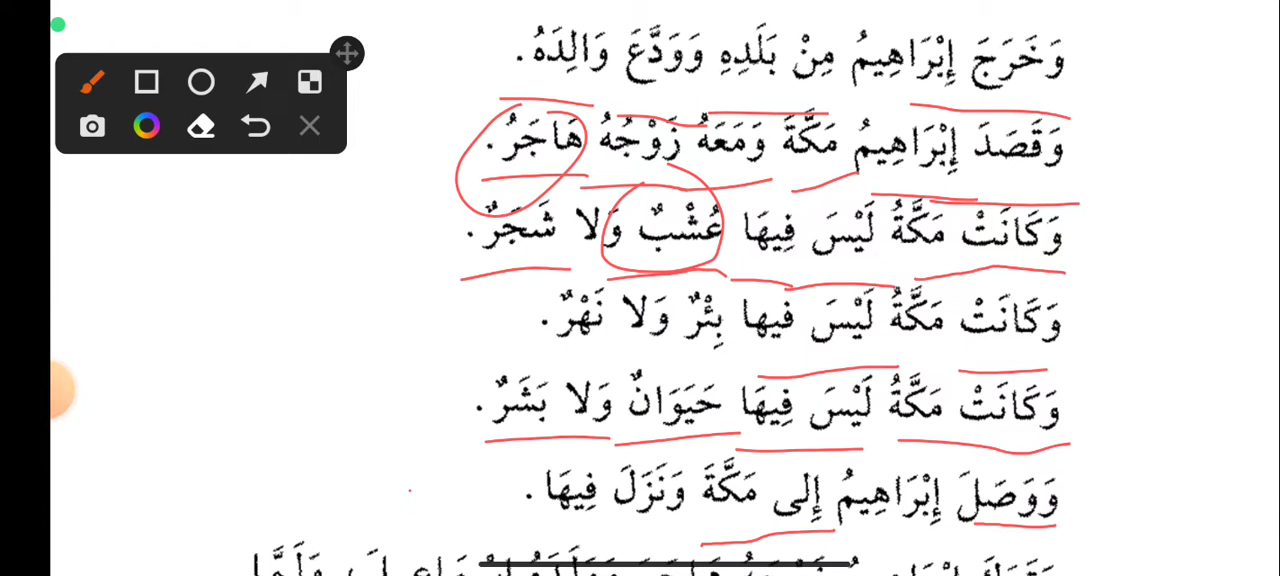 وَخَرَجَ إِبْرَاهِيمُ مِنْ بَلَدِهِ وَوَدَّعَ وَالِدَهُ.
وَقَصَدَ إِبْرَاهِيمُ مَكَّةَ وَمَعَهُ زَوْجُهُ هَاجَرُ.
وَكَانَتْ مَكَّةُ لَيْسَ فِيهَا عُشْبٌ وَلا شَجَرٌ.
وَكَانَتْ مَكَّةُ لَيْسَ فيها بِئْرٌ وَلا نَهْرٌ.
وَكَانَتْ مَكَّةُ لَيْسَ فِيهَا حَيَوَانٌ وَلا بَشَرٌ.
وَوَصَلَ إِبْرَاهِيمُ إِلى مَكَّةَ وَنَزَلَ فِيهَا.